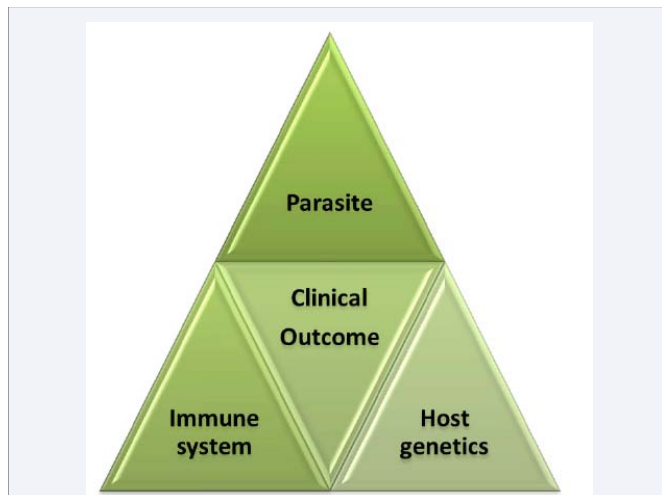 Parasite
Clinical
Outcome
Immune
system
Host
genetics